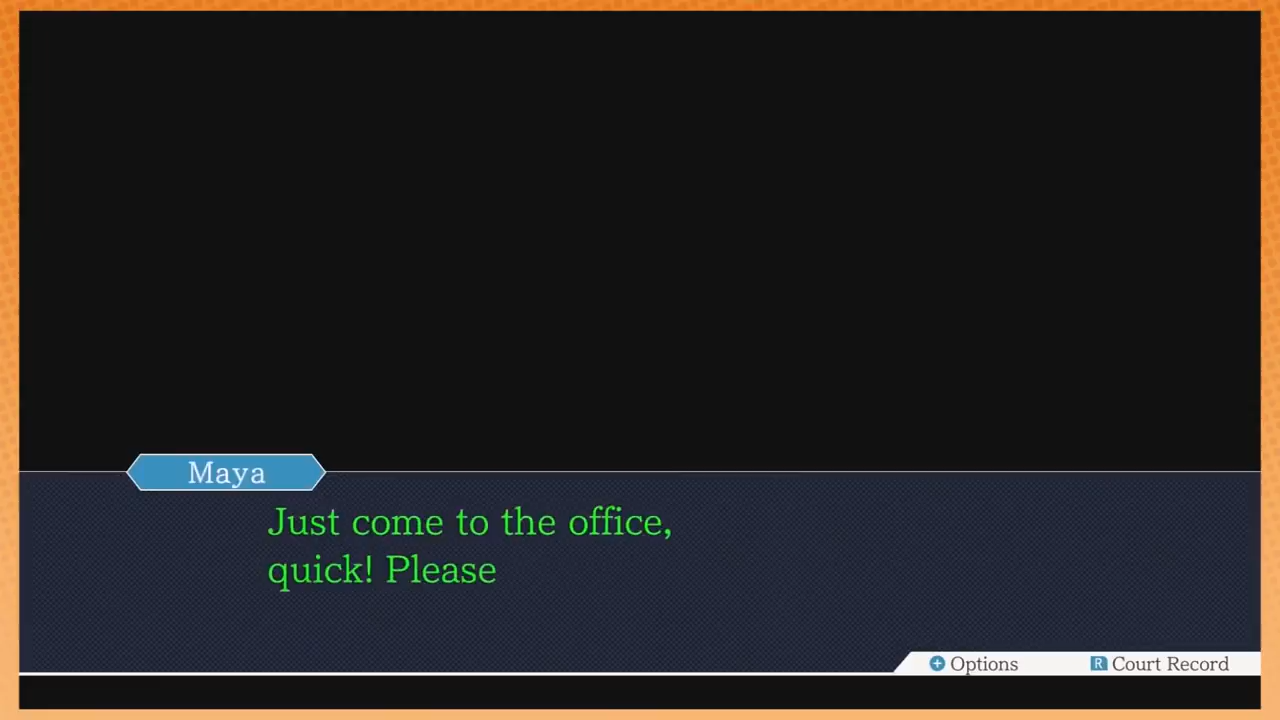 Maya
Just come to the office,
quick! Please
+ Options
R Court Record